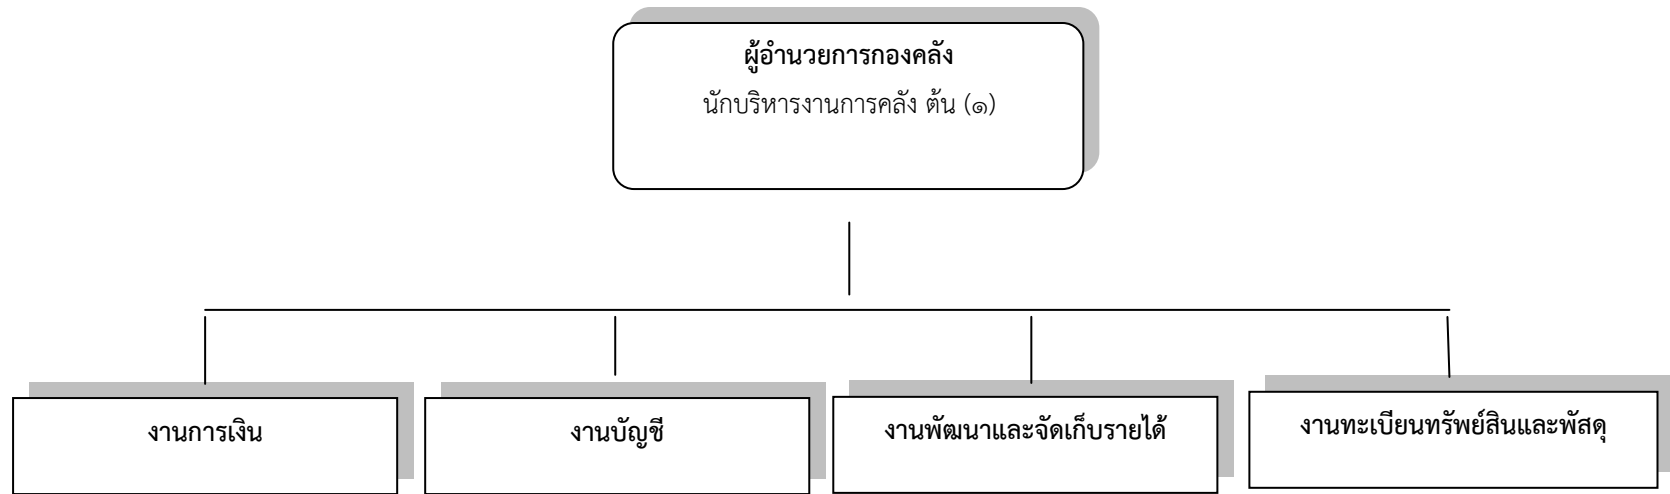 ผู้อำนวยการกองคลัง
นักบริหารงานการคลัง ต้น (๑)
งานการเงิน
งานบัญชี
งานพัฒนาและจัดเก็บรายได้
งานทะเบียนทรัพย์สินและพัสดุ